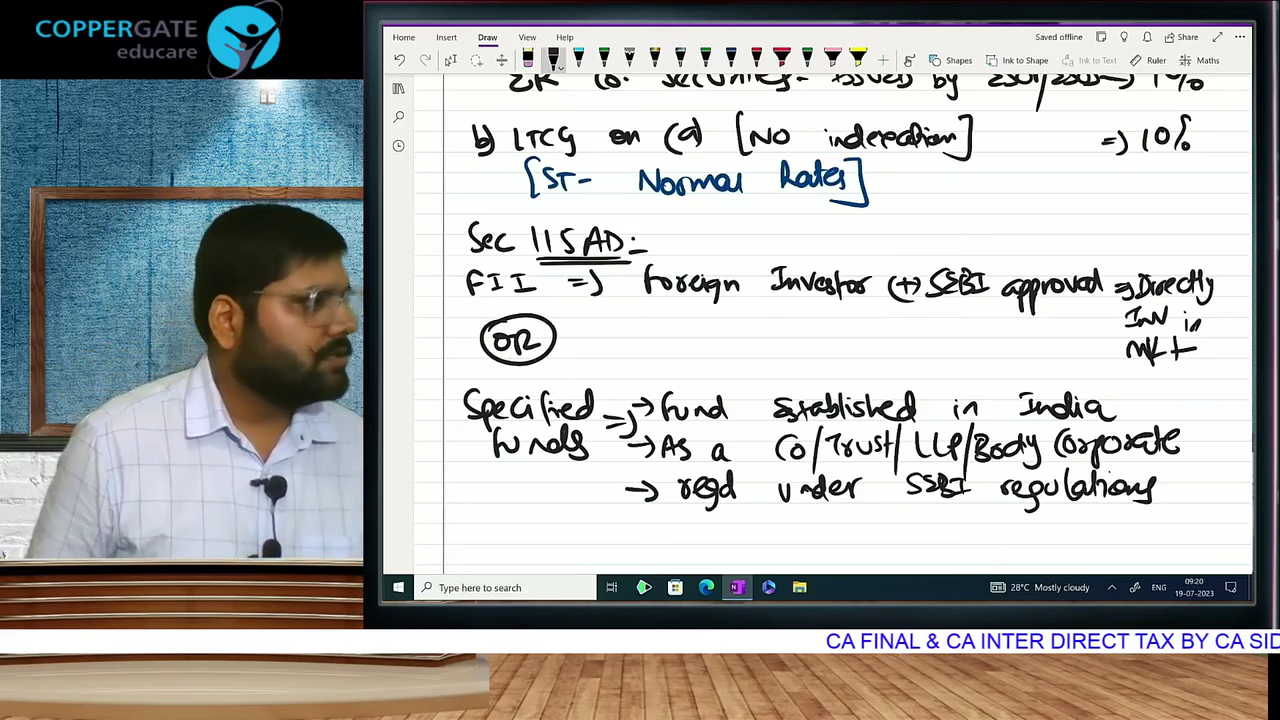 COPPERGATE
educare
Home Insert Draw View Help
Saved offline
Share
Shapes
Ink to Shape
Ink to Text
Ruler
Maths
securities issued by
b) LTCG on (a) [No indexation] => 10%
[ST- Normal Rates]
Sec 115AD:-
FII => Foreign Investor (+) SEBI approved => Directly
Inv in
mkt
OR
Specified => → Fund established in India
funds → As a Co/Trust/LLP/Body Corporate
→ regd under SEBI regulations
Type here to search
28°C Mostly cloudy
ENG
09:20
19-07-2023
CA FINAL & CA INTER DIRECT TAX BY CA SID